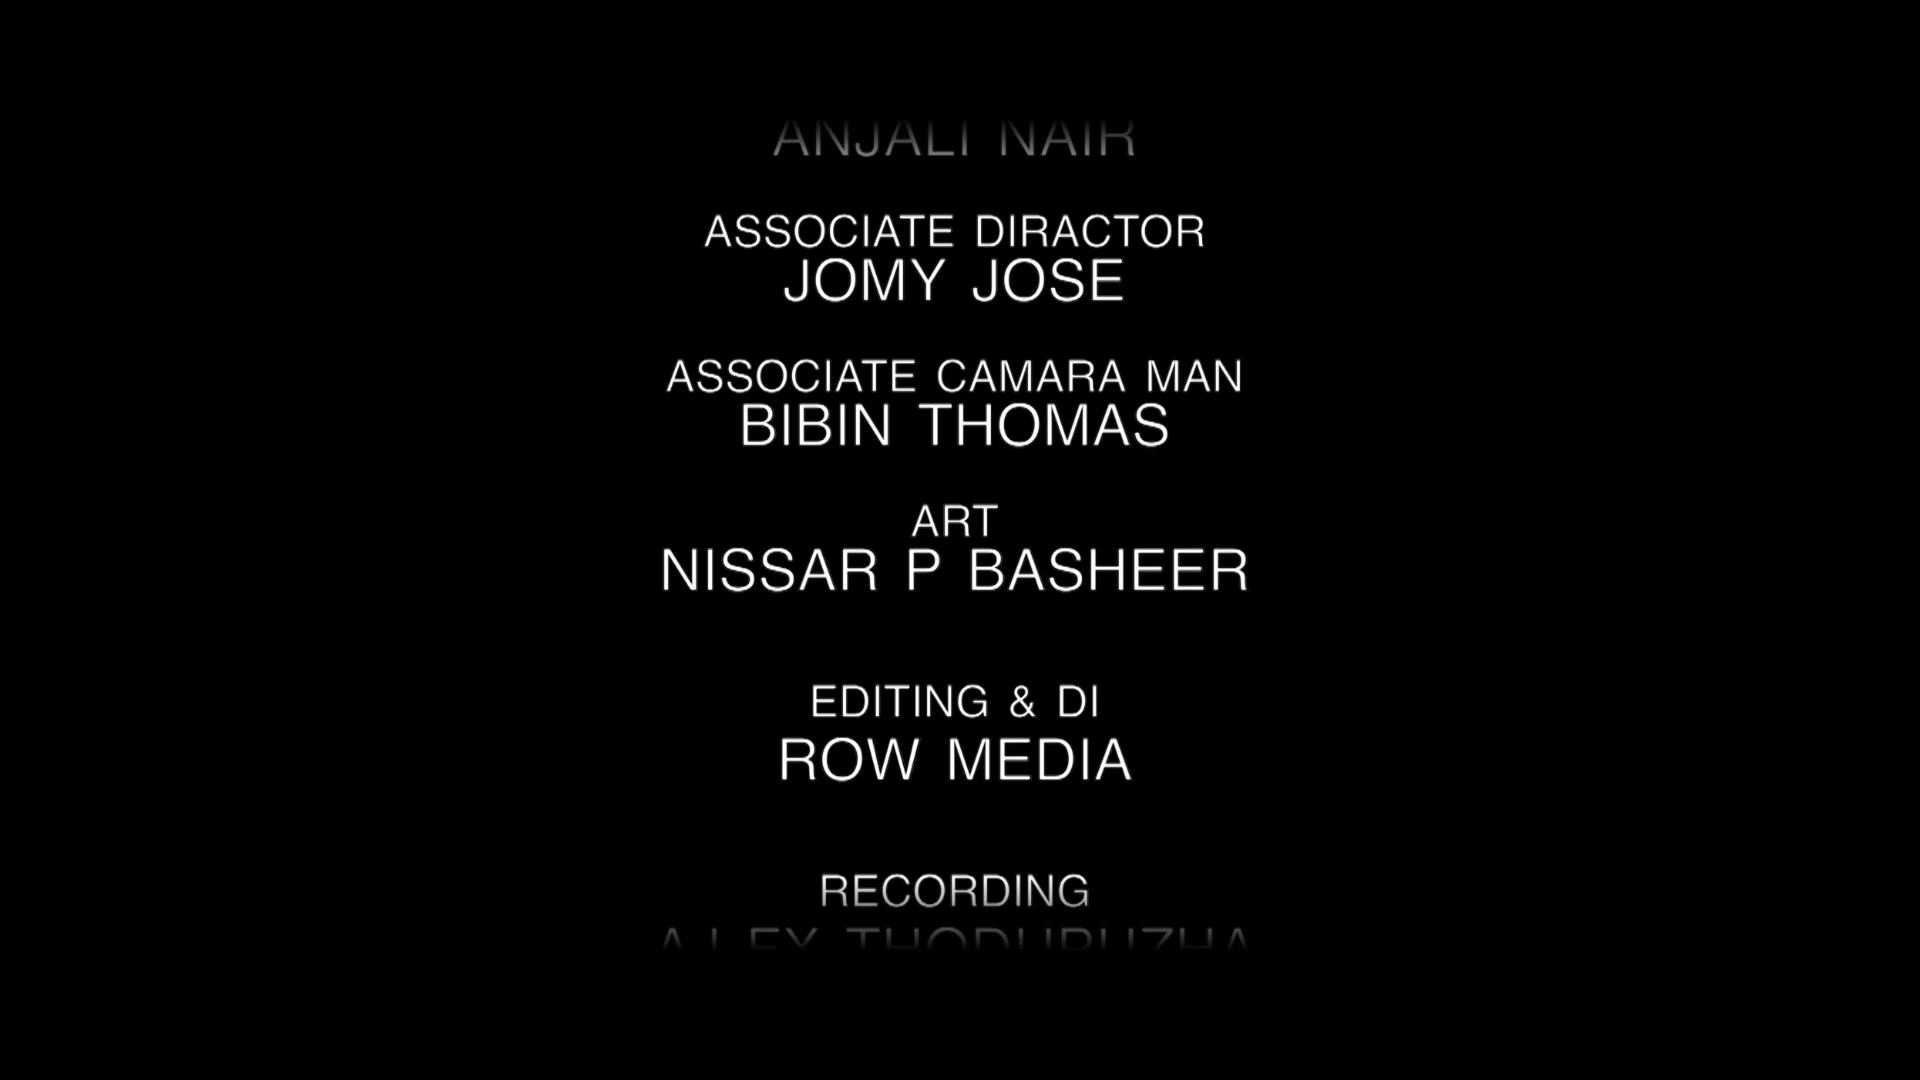 ANJALI NAIR
ASSOCIATE DIRACTOR
JOMY JOSE
ASSOCIATE CAMARA MAN
BIBIN THOMAS
ART
NISSAR P BASHEER
EDITING & DI
ROW MEDIA
RECORDING
THODUPUZHA